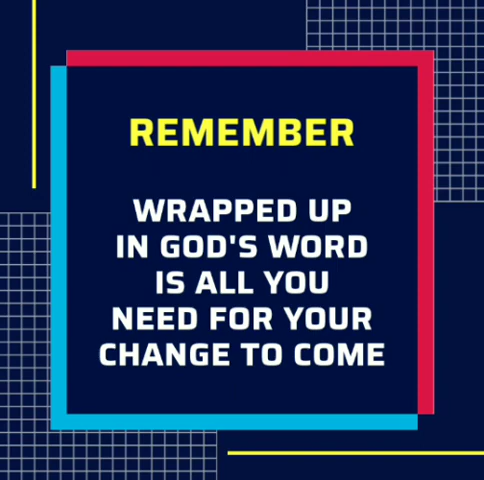 REMEMBER
WRAPPED UP
IN GOD'S WORD
IS ALL YOU
NEED FOR YOUR
CHANGE TO COME